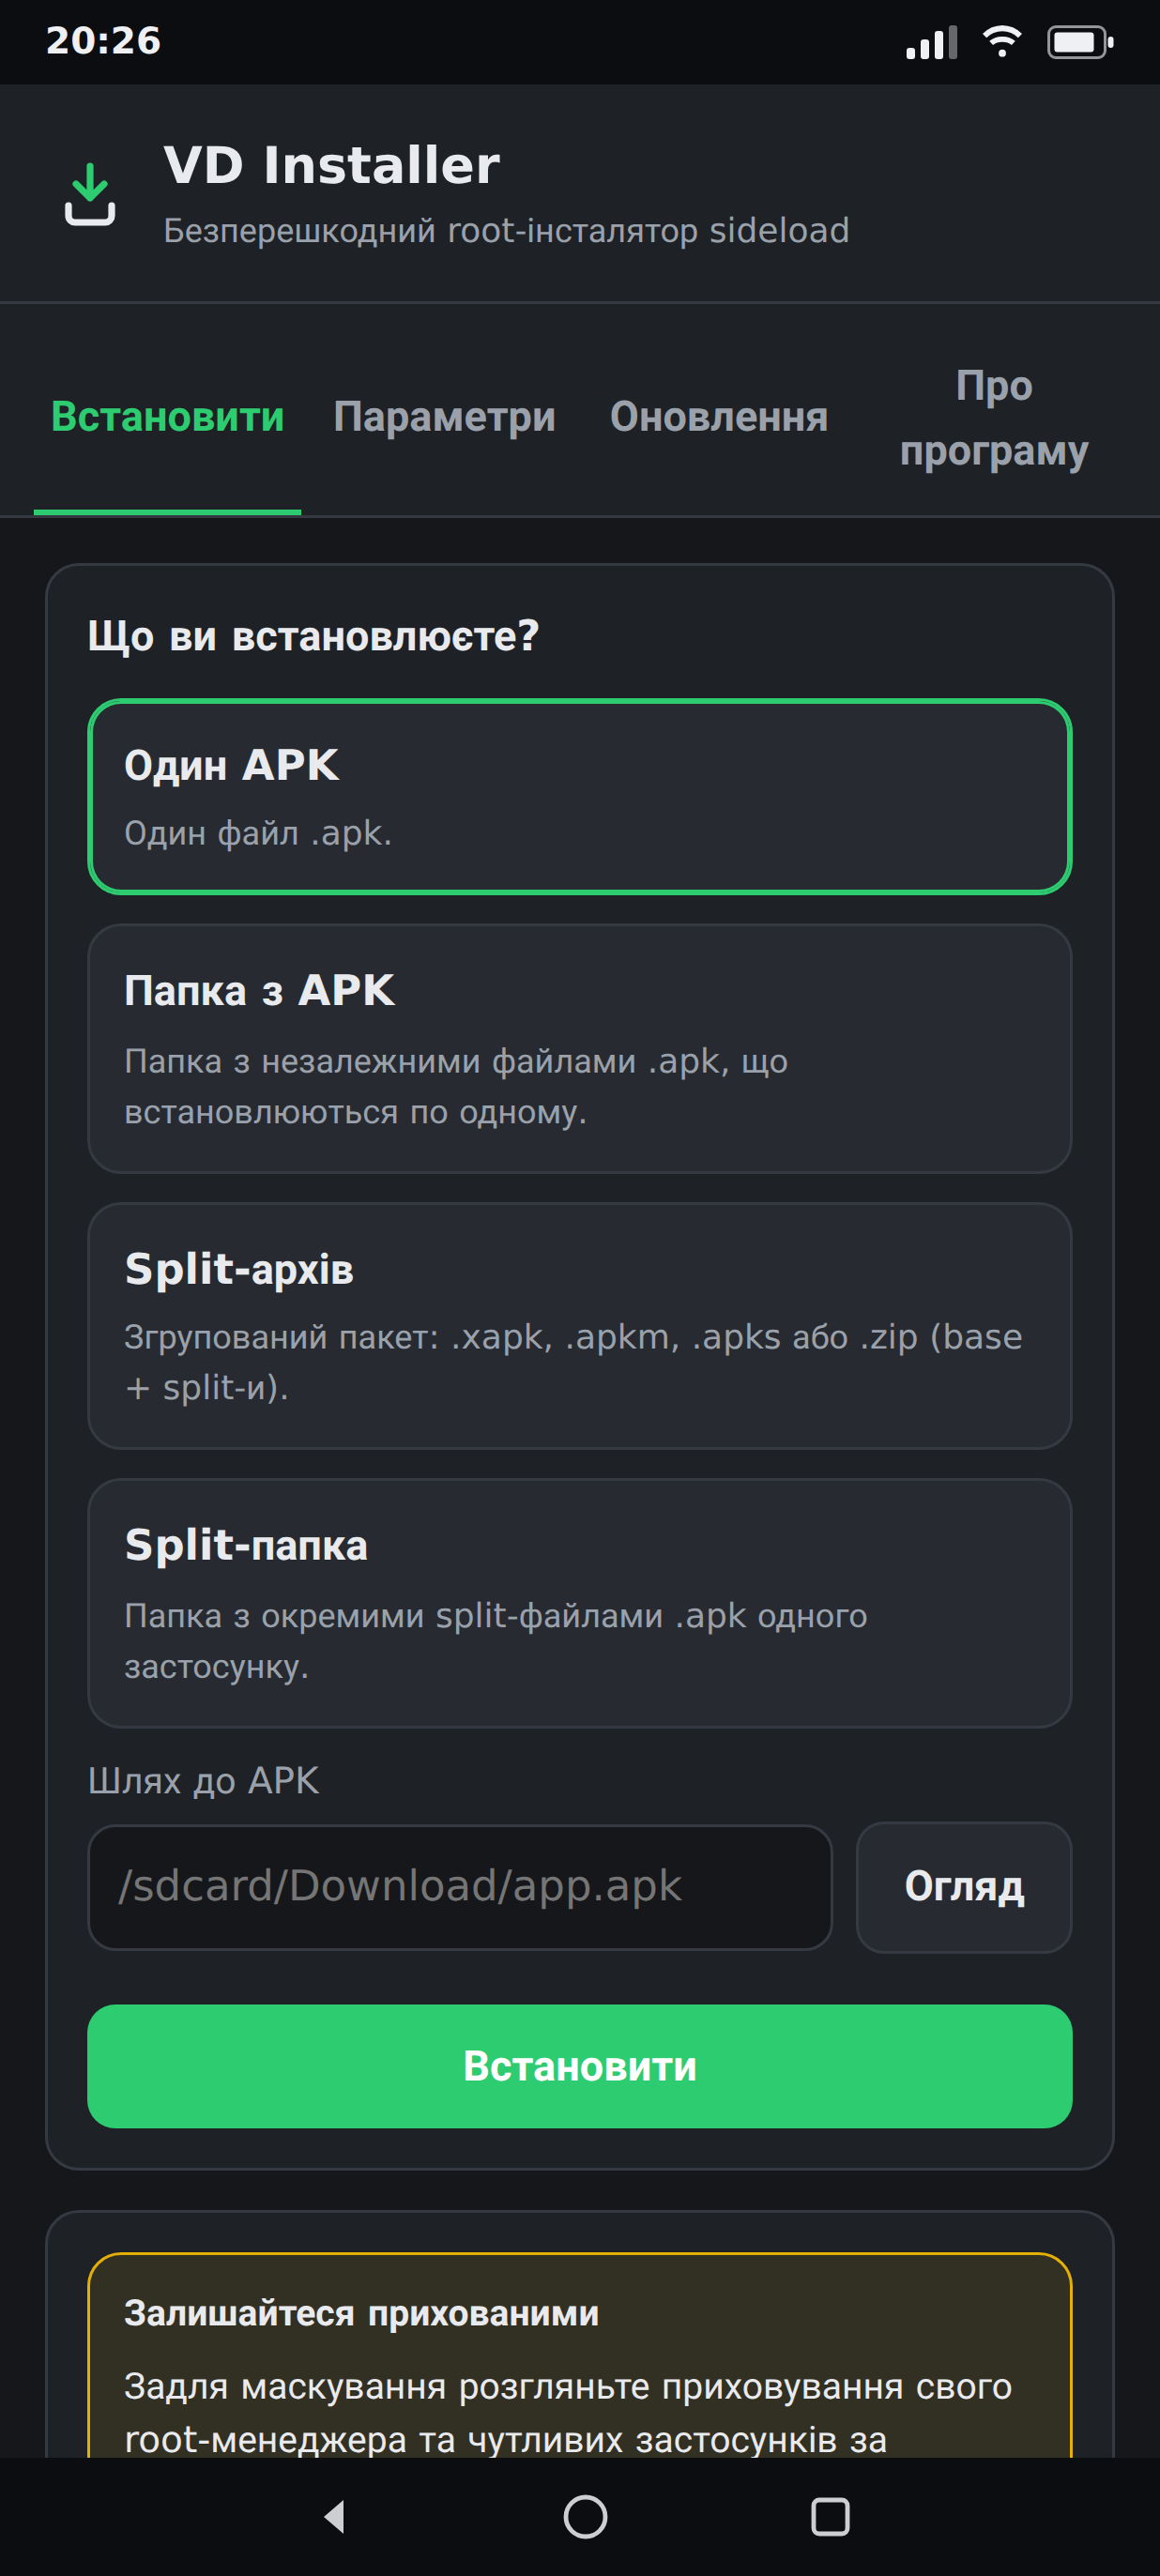 20:26
VD Installer
Безперешкодний root-інсталятор sideload
Встановити
Параметри
Оновлення
Про
програму
Що ви встановлюєте?
Один APK
Один файл .apk.
Папка з APK
Папка з незалежними файлами .apk, що
встановлюються по одному.
Split-архів
Згрупований пакет: .xapk, .apkm, .apks або .zip (base
+ split-и).
Split-папка
Папка з окремими split-файлами .apk одного
застосунку.
Шлях до APK
/sdcard/Download/app.apk
Огляд
Встановити
Залишайтеся прихованими
Задля маскування розгляньте приховування свого
root-менеджера та чутливих застосунків за